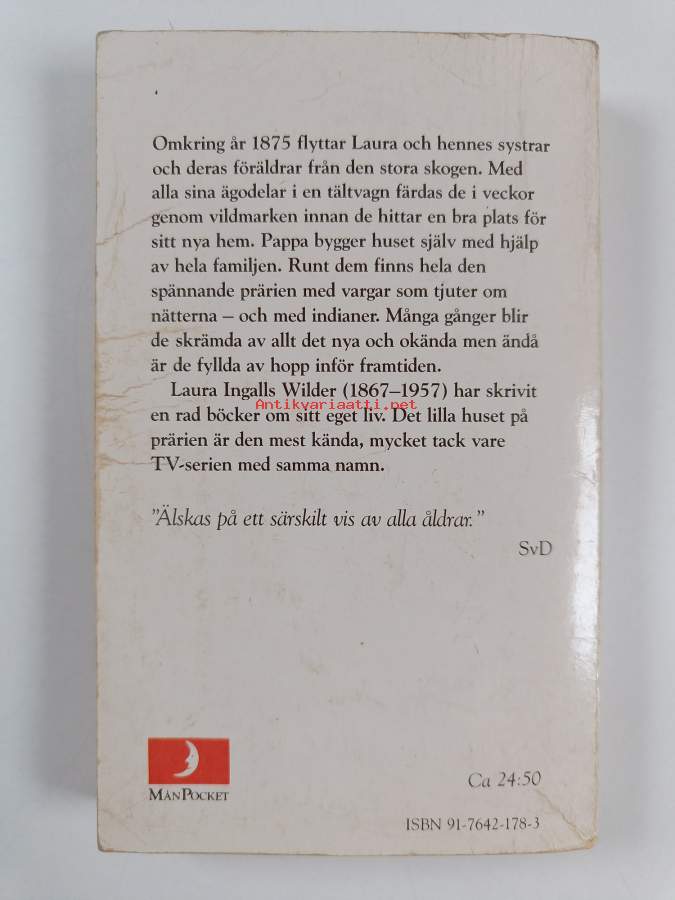 Omkring år 1875 flyttar Laura och hennes systrar
och deras föräldrar från den stora skogen. Med
alla sina ägodelar i en tältvagn färdas de i veckor
genom vildmarken innan de hittar en bra plats för
sitt nya hem. Pappa bygger huset själv med hjälp
av hela familjen. Runt dem finns hela den
spännande prärien med vargar som tjuter om
nätterna – och med indianer. Många gånger blir
de skrämda av allt det nya och okända men ändå
är de fyllda av hopp inför framtiden.
Laura Ingalls Wilder (1867–1957) har skrivit
en rad böcker om sitt eget liv. Det lilla huset på
Antikvariaatti.net
prärien är den mest kända, mycket tack vare
TV-serien med samma namn.
"Älskas på ett särskilt vis av alla åldrar."
SvD
MÅNPOCKET
Ca 24:50
ISBN 91-7642-178-3